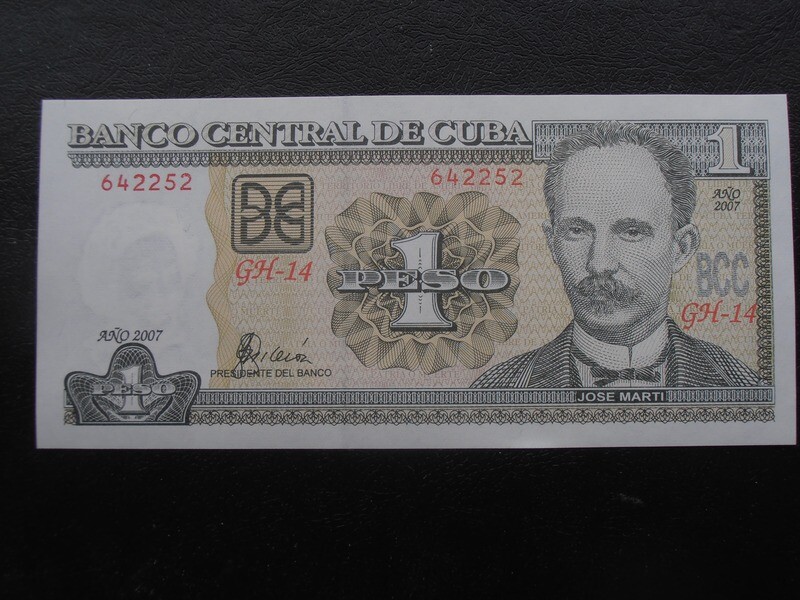 BANCO CENTRAL DE CUBA
1
642252
642252
AÑO
2007
GH-14
1
PESO
BCC
GH-14
AÑO 2007
PRESIDENTE DEL BANCO
1
PESO
JOSE MARTI